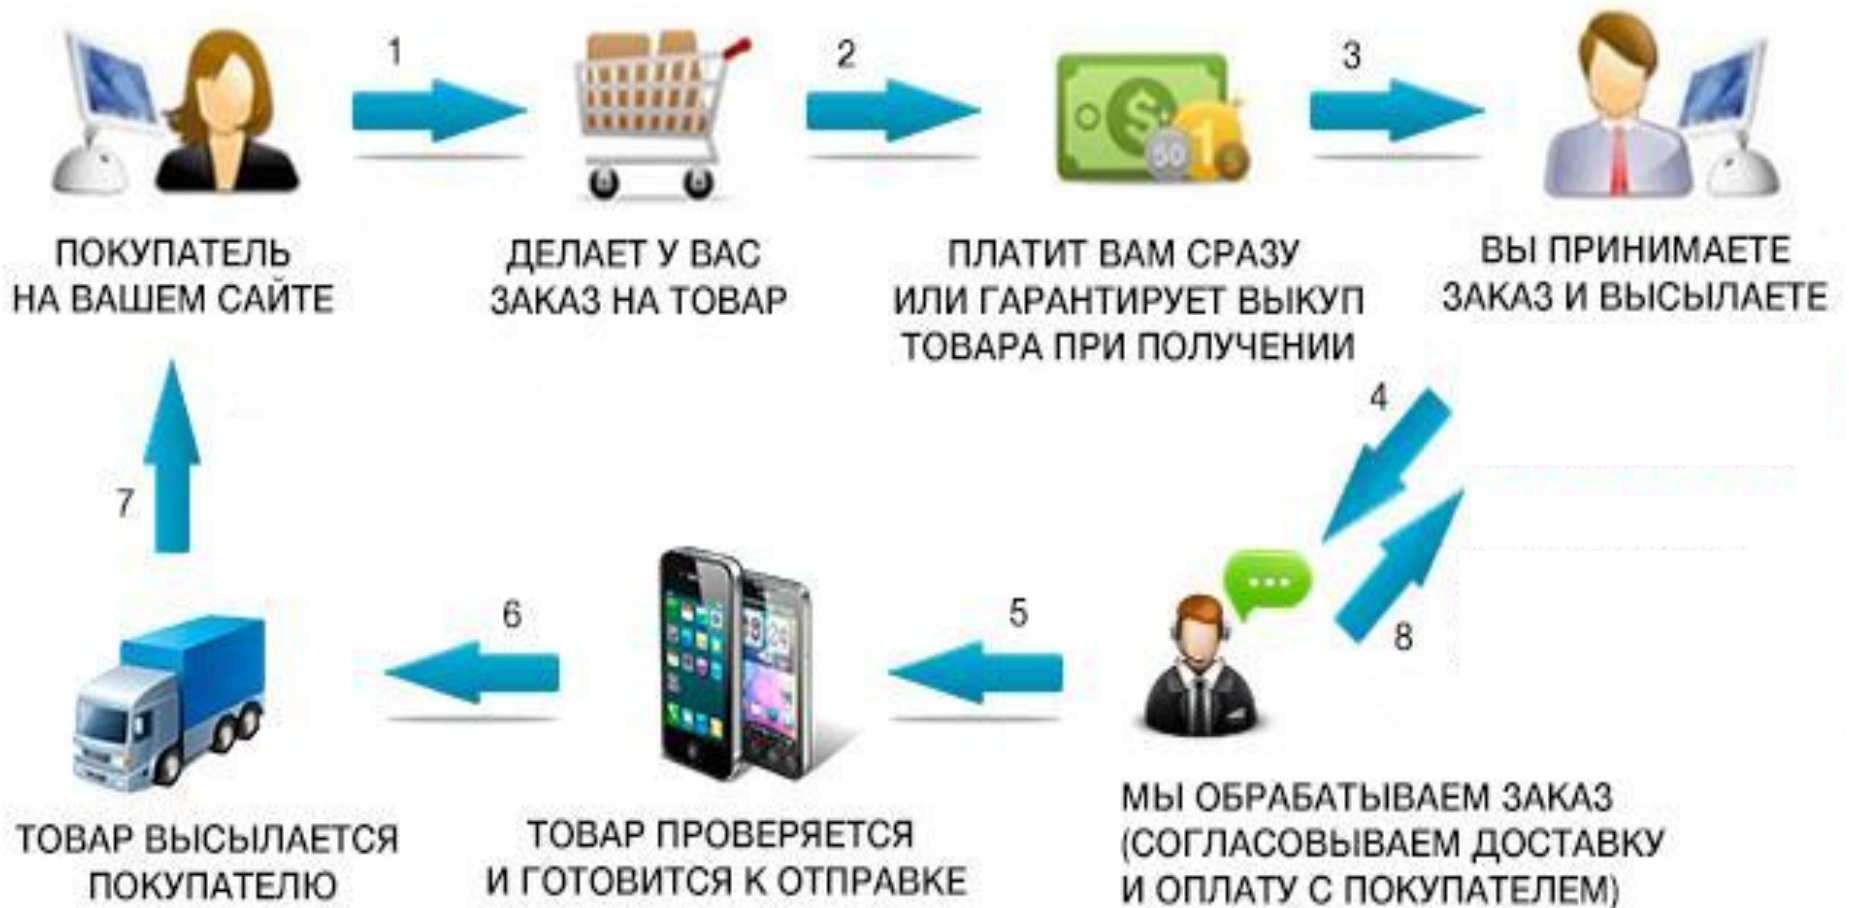 1
2
3
ПОКУПАТЕЛЬ
НА ВАШЕМ САЙТЕ
ДЕЛАЕТ У ВАС
ЗАКАЗ НА ТОВАР
ПЛАТИТ ВАМ СРАЗУ
ИЛИ ГАРАНТИРУЕТ ВЫКУП
ТОВАРА ПРИ ПОЛУЧЕНИИ
ВЫ ПРИНИМАЕТЕ
ЗАКАЗ И ВЫСЫЛАЕТЕ
4
8
5
6
7
МЫ ОБРАБАТЫВАЕМ ЗАКАЗ
(СОГЛАСОВЫВАЕМ ДОСТАВКУ
И ОПЛАТУ С ПОКУПАТЕЛЕМ)
ТОВАР ПРОВЕРЯЕТСЯ
И ГОТОВИТСЯ К ОТПРАВКЕ
ТОВАР ВЫСЫЛАЕТСЯ
ПОКУПАТЕЛЮ
50
1
$